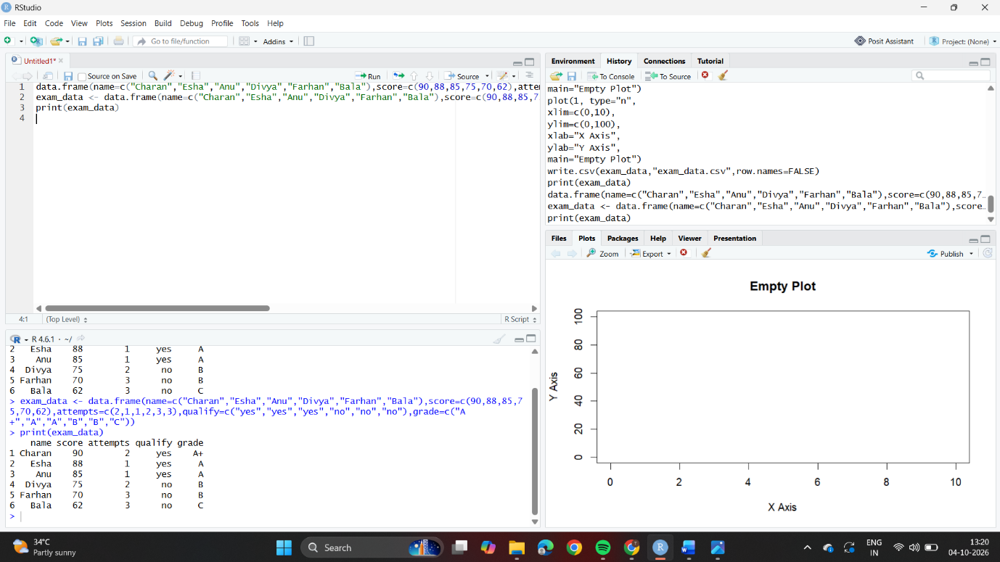 RStudio
File Edit Code View Plots Session Build Debug Profile Tools Help
Go to file/function Addins Posit Assistant Project: (None)
Untitled1*
Source on Save Run Source
1 data.frame(name=c("Charan","Esha","Anu","Divya","Farhan","Bala"),score=c(90,88,85,75,70,62),atte
2 exam_data <- data.frame(name=c("Charan","Esha","Anu","Divya","Farhan","Bala"),score=c(90,88,85,7
3 print(exam_data)
4
4:1 (Top Level) R Script
R 4.6.1 · ~/
2 Esha 88 1 yes A
3 Anu 85 1 yes A
4 Divya 75 2 no B
5 Farhan 70 3 no B
6 Bala 62 3 no C
> exam_data <- data.frame(name=c("Charan","Esha","Anu","Divya","Farhan","Bala"),score=c(90,88,85,7
5,70,62),attempts=c(2,1,1,2,3,3),qualify=c("yes","yes","yes","no","no","no"),grade=c("A
+","A","A","B","B","C"))
> print(exam_data)
name score attempts qualify grade
1 Charan 90 2 yes A+
2 Esha 88 1 yes A
3 Anu 85 1 yes A
4 Divya 75 2 no B
5 Farhan 70 3 no B
6 Bala 62 3 no C
>
Environment History Connections Tutorial
To Console To Source
main="Empty Plot")
plot(1, type="n",
xlim=c(0,10),
ylim=c(0,100),
xlab="X Axis",
ylab="Y Axis",
main="Empty Plot")
write.csv(exam_data,"exam_data.csv",row.names=FALSE)
print(exam_data)
data.frame(name=c("Charan","Esha","Anu","Divya","Farhan","Bala"),score=c(90,88,85,7…
exam_data <- data.frame(name=c("Charan","Esha","Anu","Divya","Farhan","Bala"),score…
print(exam_data)
Files Plots Packages Help Viewer Presentation
Zoom Export Publish
Empty Plot
Y Axis
100
80
60
40
20
0
0 2 4 6 8 10
X Axis
34°C
Partly sunny
Search
ENG
IN
13:20
04-10-2026